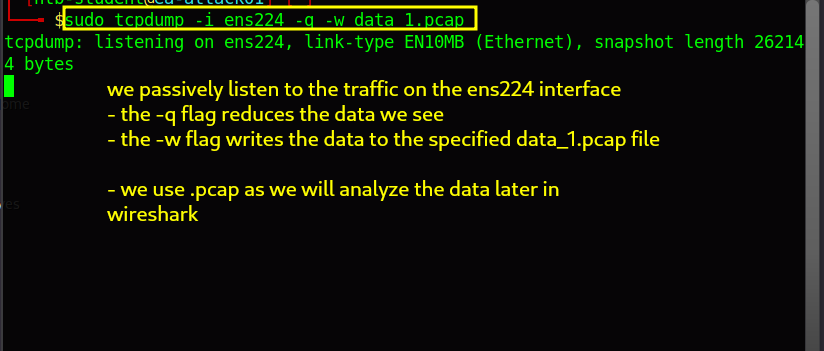 $sudo tcpdump -i ens224 -q -w data_1.pcap
tcpdump: listening on ens224, link-type EN10MB (Ethernet), snapshot length 26214
4 bytes
we passively listen to the traffic on the ens224 interface
- the -q flag reduces the data we see
- the -w flag writes the data to the specified data_1.pcap file
- we use .pcap as we will analyze the data later in
wireshark